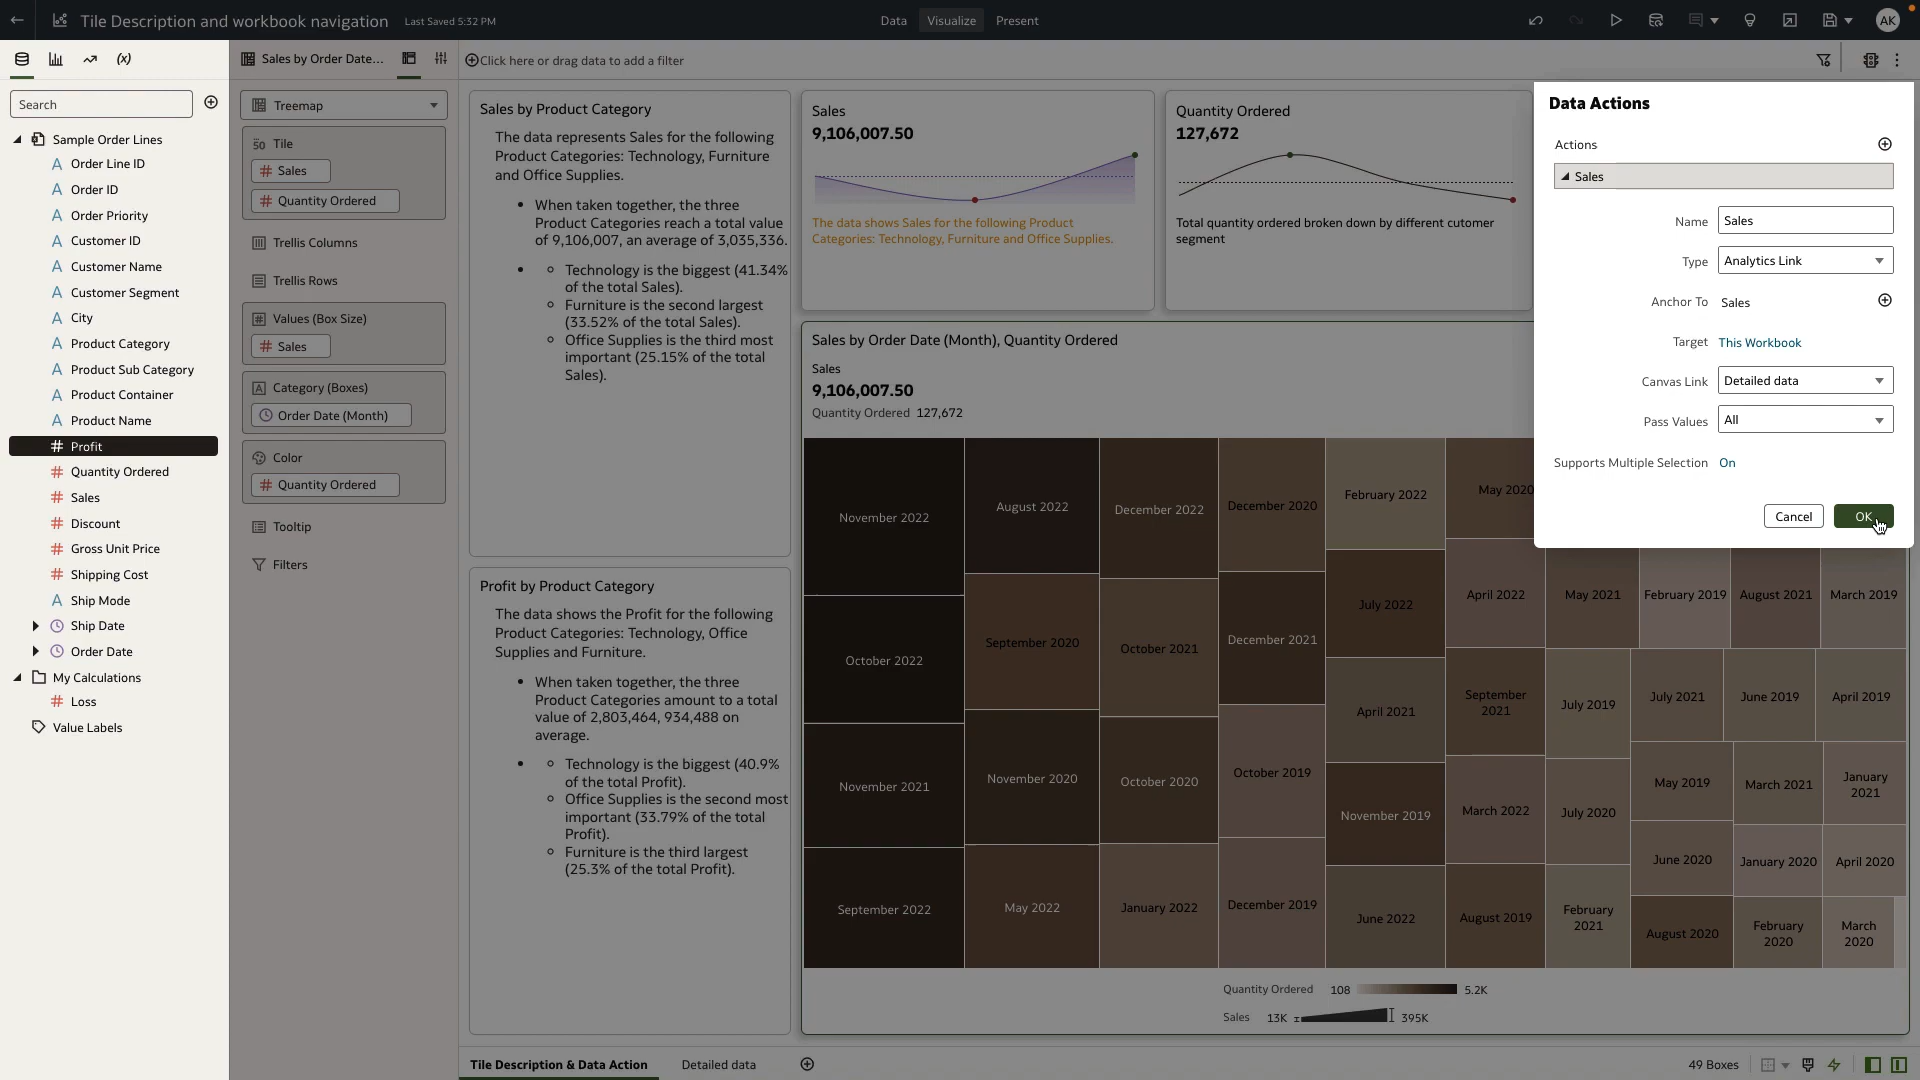 Tile Description and workbook navigation
Last Saved 5:32 PM
Data
Visualize
Present
AK
(x)
Search
Sample Order Lines
A Order Line ID
A Order ID
A Order Priority
A Customer ID
A Customer Name
A Customer Segment
A City
A Product Category
A Product Sub Category
A Product Container
A Product Name
# Profit
# Quantity Ordered
# Sales
# Discount
# Gross Unit Price
# Shipping Cost
A Ship Mode
Ship Date
Order Date
My Calculations
# Loss
Value Labels
Sales by Order Date...
Treemap
50 Tile
# Sales
# Quantity Ordered
Trellis Columns
Trellis Rows
# Values (Box Size)
# Sales
A Category (Boxes)
Order Date (Month)
Color
# Quantity Ordered
Tooltip
Filters
Click here or drag data to add a filter
Sales by Product Category
The data represents Sales for the following
Product Categories: Technology, Furniture
and Office Supplies.
• When taken together, the three
Product Categories reach a total value
of 9,106,007, an average of 3,035,336.
• ◦ Technology is the biggest (41.34%
of the total Sales).
◦ Furniture is the second largest
(33.52% of the total Sales).
◦ Office Supplies is the third most
important (25.15% of the total
Sales).
Profit by Product Category
The data shows the Profit for the following
Product Categories: Technology, Office
Supplies and Furniture.
• When taken together, the three
Product Categories amount to a total
value of 2,803,464, 934,488 on
average.
• ◦ Technology is the biggest (40.9%
of the total Profit).
◦ Office Supplies is the second most
important (33.79% of the total
Profit).
◦ Furniture is the third largest
(25.3% of the total Profit).
Sales
9,106,007.50
The data shows Sales for the following Product
Categories: Technology, Furniture and Office Supplies.
Quantity Ordered
127,672
Total quantity ordered broken down by different cutomer
segment
Sales by Order Date (Month), Quantity Ordered
Sales
9,106,007.50
Quantity Ordered 127,672
November 2022
October 2022
November 2021
September 2022
August 2022
September 2020
November 2020
May 2022
December 2022
October 2021
October 2020
January 2022
December 2020
December 2021
October 2019
December 2019
February 2022
July 2022
April 2021
November 2019
June 2022
May 2020
April 2022
September
2021
March 2022
August 2019
May 2021
February 2019
August 2021
March 2019
July 2019
July 2020
February
2021
July 2021
June 2019
April 2019
May 2019
March 2021
January
2021
June 2020
January 2020
April 2020
August 2020
February
2020
March
2020
Quantity Ordered 108 5.2K
Sales 13K 395K
Data Actions
Actions
Sales
Name Sales
Type Analytics Link
Anchor To Sales
Target This Workbook
Canvas Link Detailed data
Pass Values All
Supports Multiple Selection On
Cancel
OK
Tile Description & Data Action
Detailed data
49 Boxes